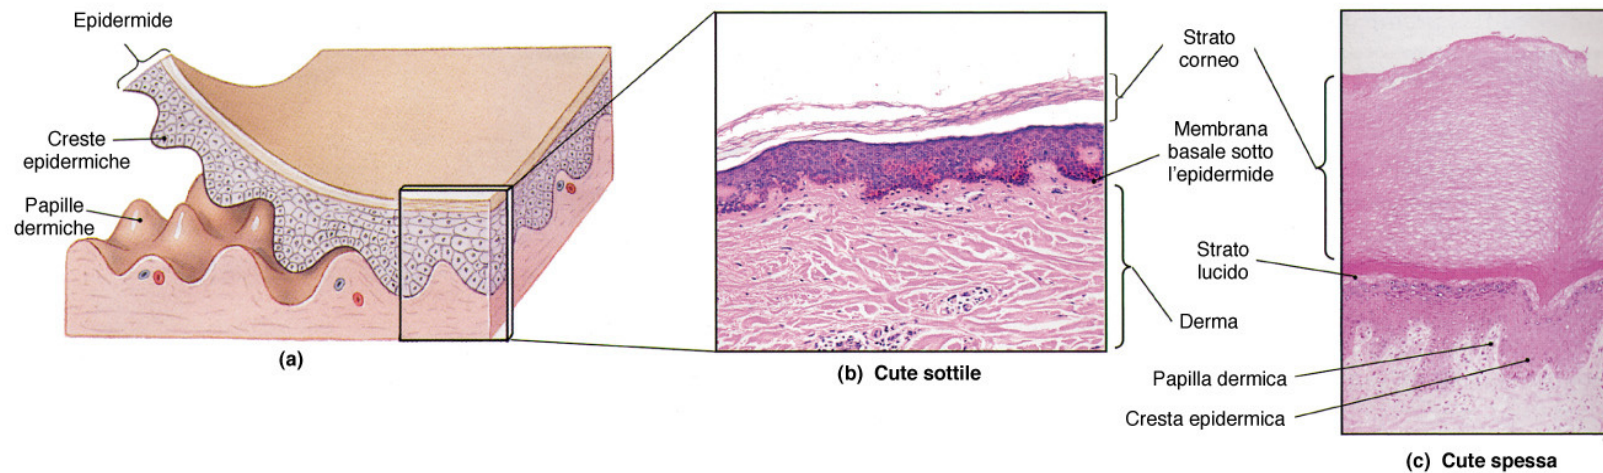 Epidermide
Creste
epidermiche
Papille
dermiche
(a)
Strato
corneo
Membrana
basale sotto
l'epidermide
Strato
lucido
Derma
Papilla dermica
Cresta epidermica
(b) Cute sottile
(c) Cute spessa